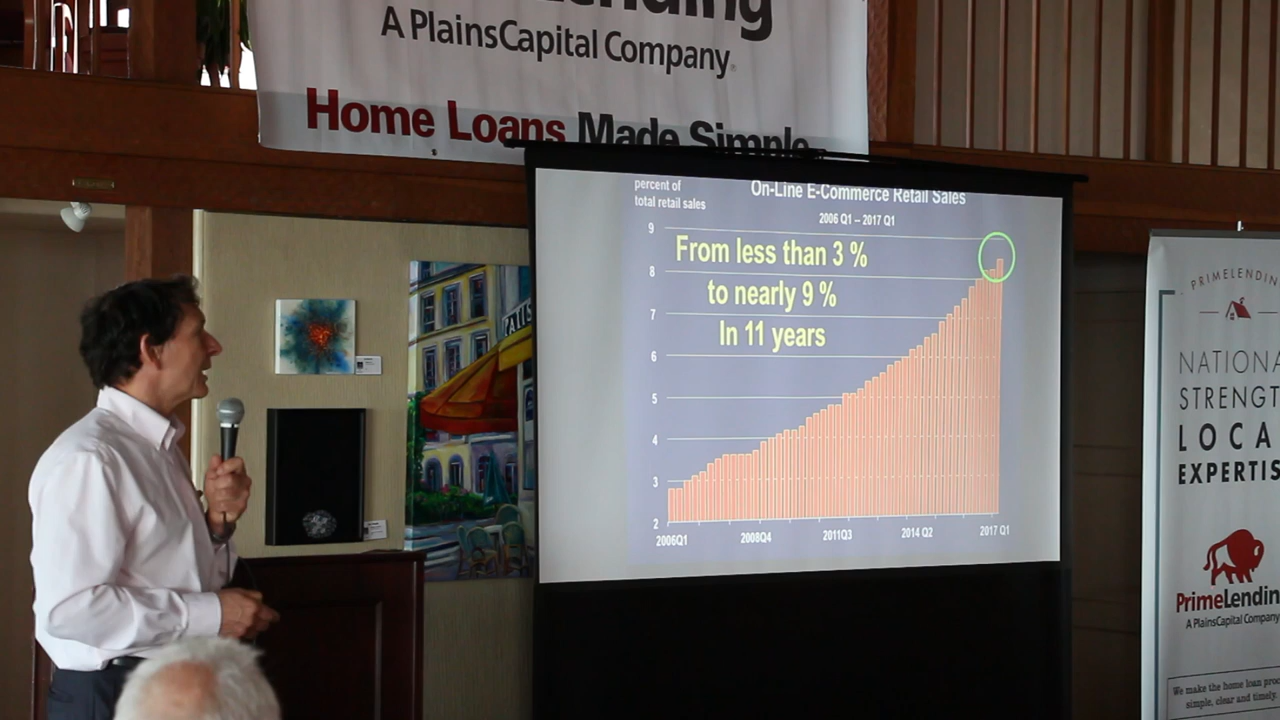 A PlainsCapital Company
Home Loans Made Simple
percent of
total retail sales
On-Line E-Commerce Retail Sales
2006 Q1 – 2017 Q1
From less than 3 %
to nearly 9 %
In 11 years
9
8
7
6
5
4
3
2
2006Q1
2008Q4
2011Q3
2014 Q2
2017 Q1
PRIMELENDIN
NATIONA
STRENGT
LOCA
EXPERTIS
PrimeLendin
A PlainsCapital Company
We make the home loan proc
simple, clear and timely.